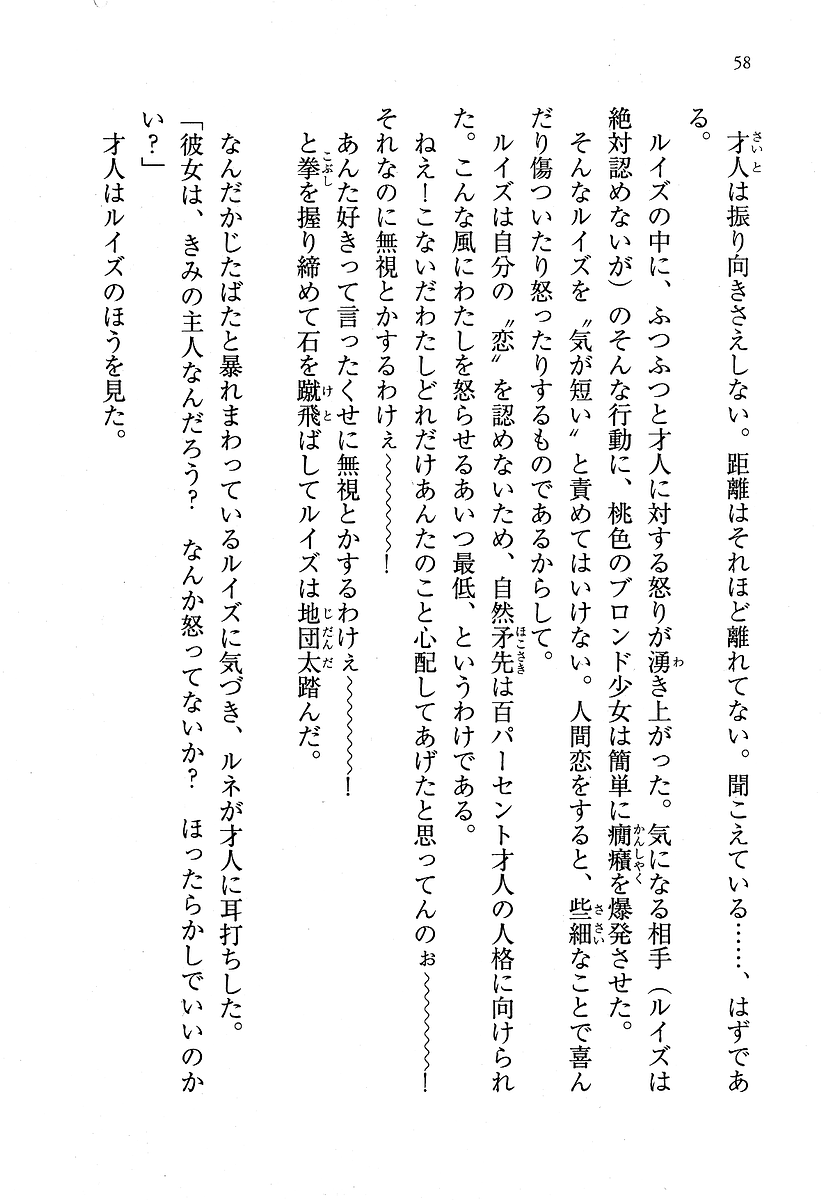 58
才人は振り向きさえしない。距離はそれほど離れてない。聞こえている……、はずであ
る。
ルイズの中に、ふつふつと才人に対する怒りが湧き上がった。気になる相手（ルイズは
絶対認めないが）のそんな行動に、桃色のブロンド少女は簡単に癇癪を爆発させた。
そんなルイズを〝気が短い〟と責めてはいけない。人間恋をすると、些細なことで喜ん
だり傷ついたり怒ったりするものであるからして。
ルイズは自分の〝恋〟を認めないため、自然矛先は百パーセント才人の人格に向けられ
た。こんな風にわたしを怒らせるあいつ最低、というわけである。
ねえ！こないだわたしどれだけあんたのこと心配してあげたと思ってんのぉ〜〜〜〜〜！
それなのに無視とかするわけぇ〜〜〜〜〜！
あんた好きって言ったくせに無視とかするわけぇ〜〜〜〜〜！
と拳を握り締めて石を蹴飛ばしてルイズは地団太踏んだ。
なんだかじたばたと暴れまわっているルイズに気づき、ルネが才人に耳打ちした。
「彼女は、きみの主人なんだろう？　なんか怒ってないか？　ほったらかしでいいのか
い？」
才人はルイズのほうを見た。